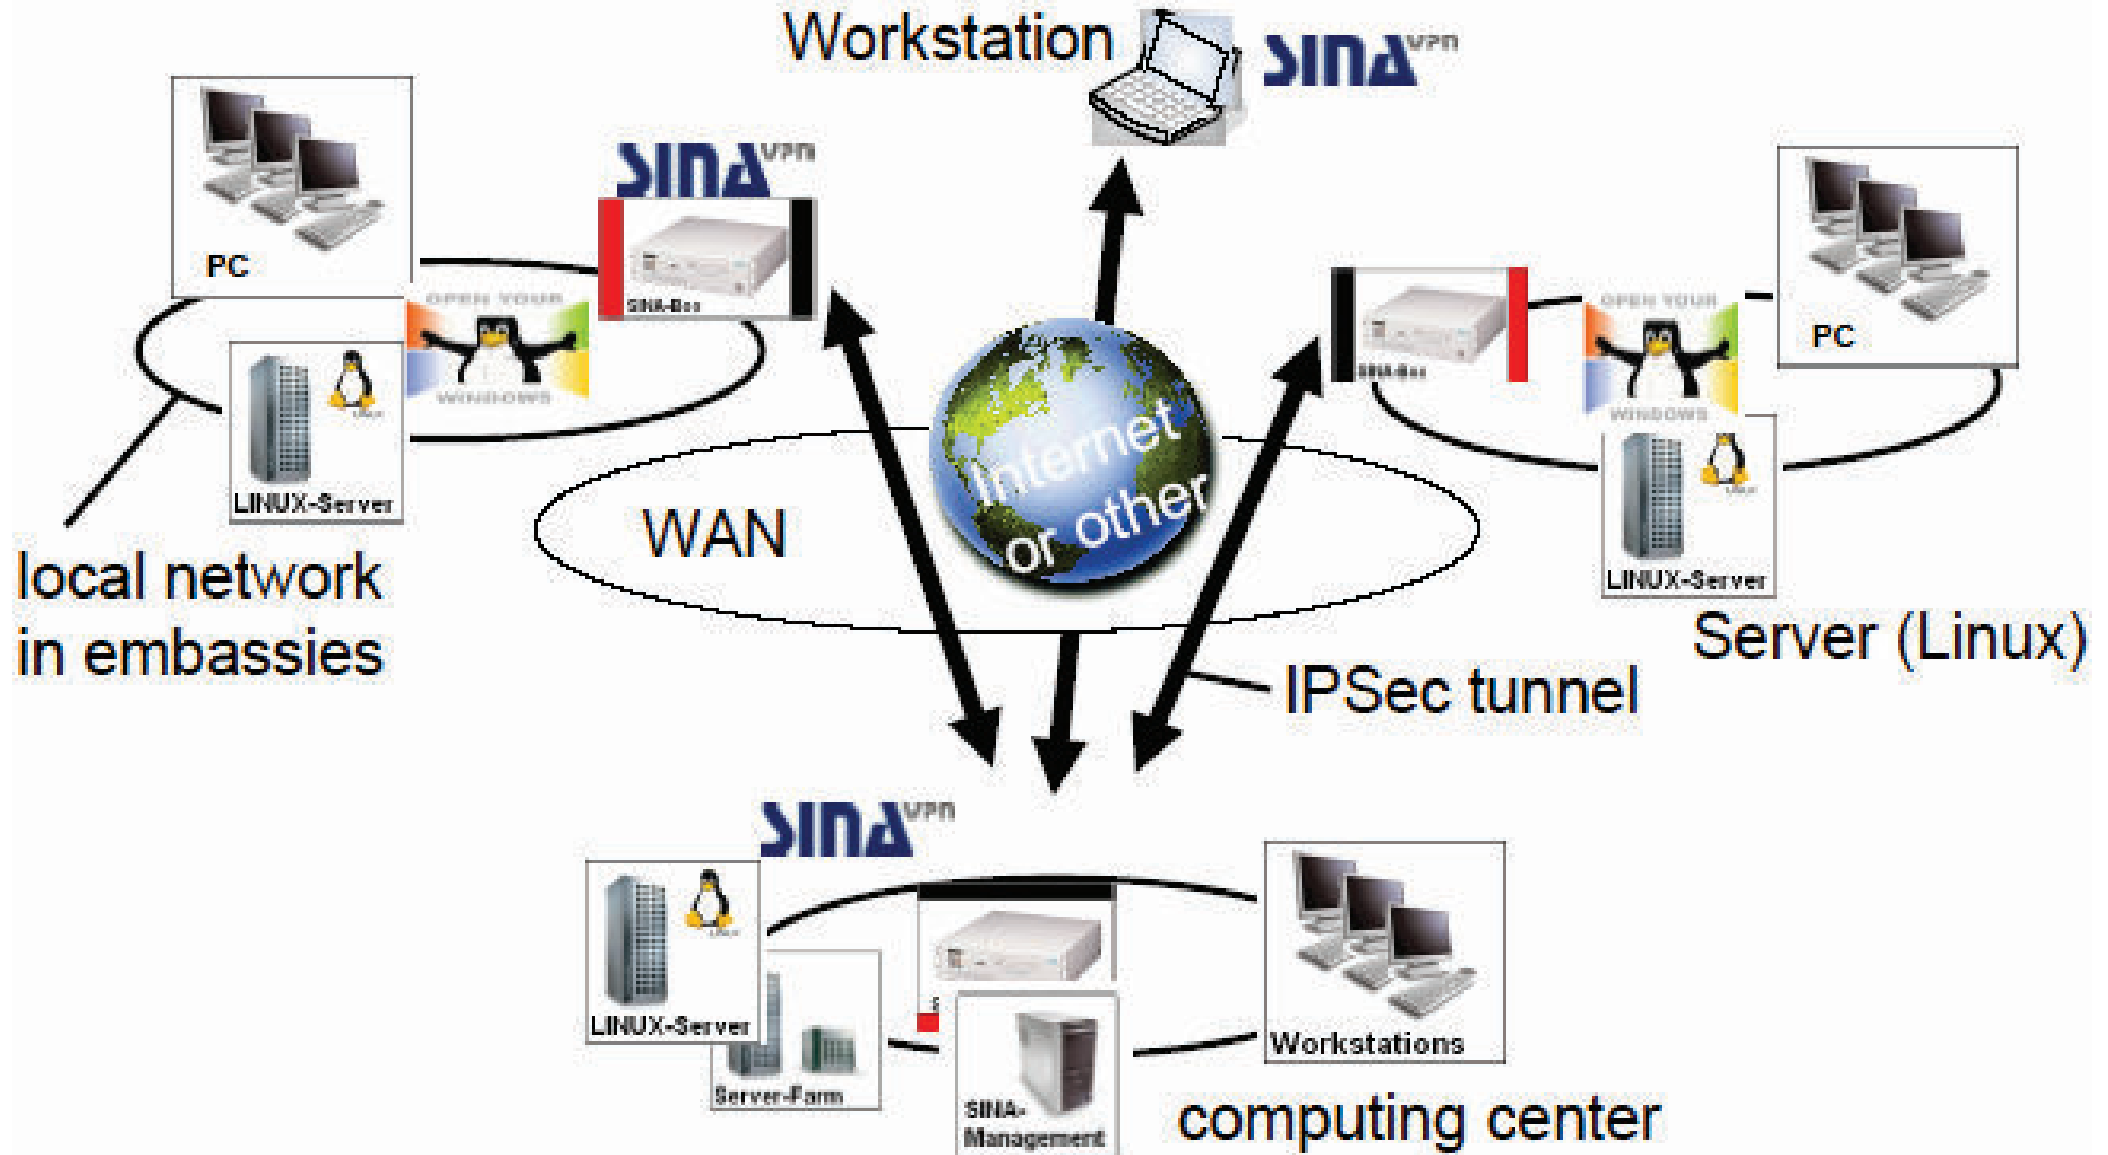 Workstation
SINA VPN
SINA VPN
PC
SINA-Box
OPEN YOUR
WINDOWS
LINUX-Server
local network
in embassies
WAN
Internet
or other
SINA-Box
OPEN YOUR
WINDOWS
PC
LINUX-Server
LINUX
Server (Linux)
IPSec tunnel
SINA VPN
LINUX-Server
LINUX
Server-Farm
SINA-
Management
Workstations
computing center